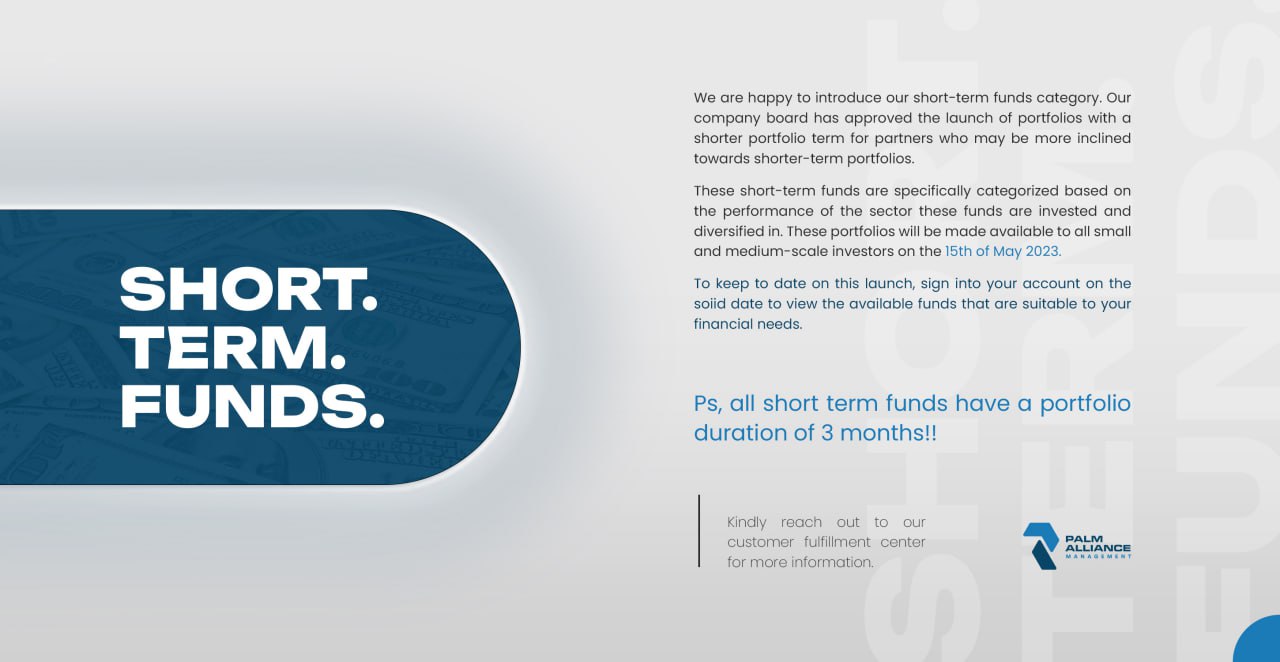 SHORT.
TERM.
FUNDS.
We are happy to introduce our short-term funds category. Our
company board has approved the launch of portfolios with a
shorter portfolio term for partners who may be more inclined
towards shorter-term portfolios.
These short-term funds are specifically categorized based on
the performance of the sector these funds are invested and
diversified in. These portfolios will be made available to all small
and medium-scale investors on the 15th of May 2023.
To keep to date on this launch, sign into your account on the
soiid date to view the available funds that are suitable to your
financial needs.
Ps, all short term funds have a portfolio
duration of 3 months!!
Kindly reach out to our
customer fulfillment center
for more information.
PALM
ALLIANCE
MANAGEMENT
SHORT.
TERM.
FUNDS.